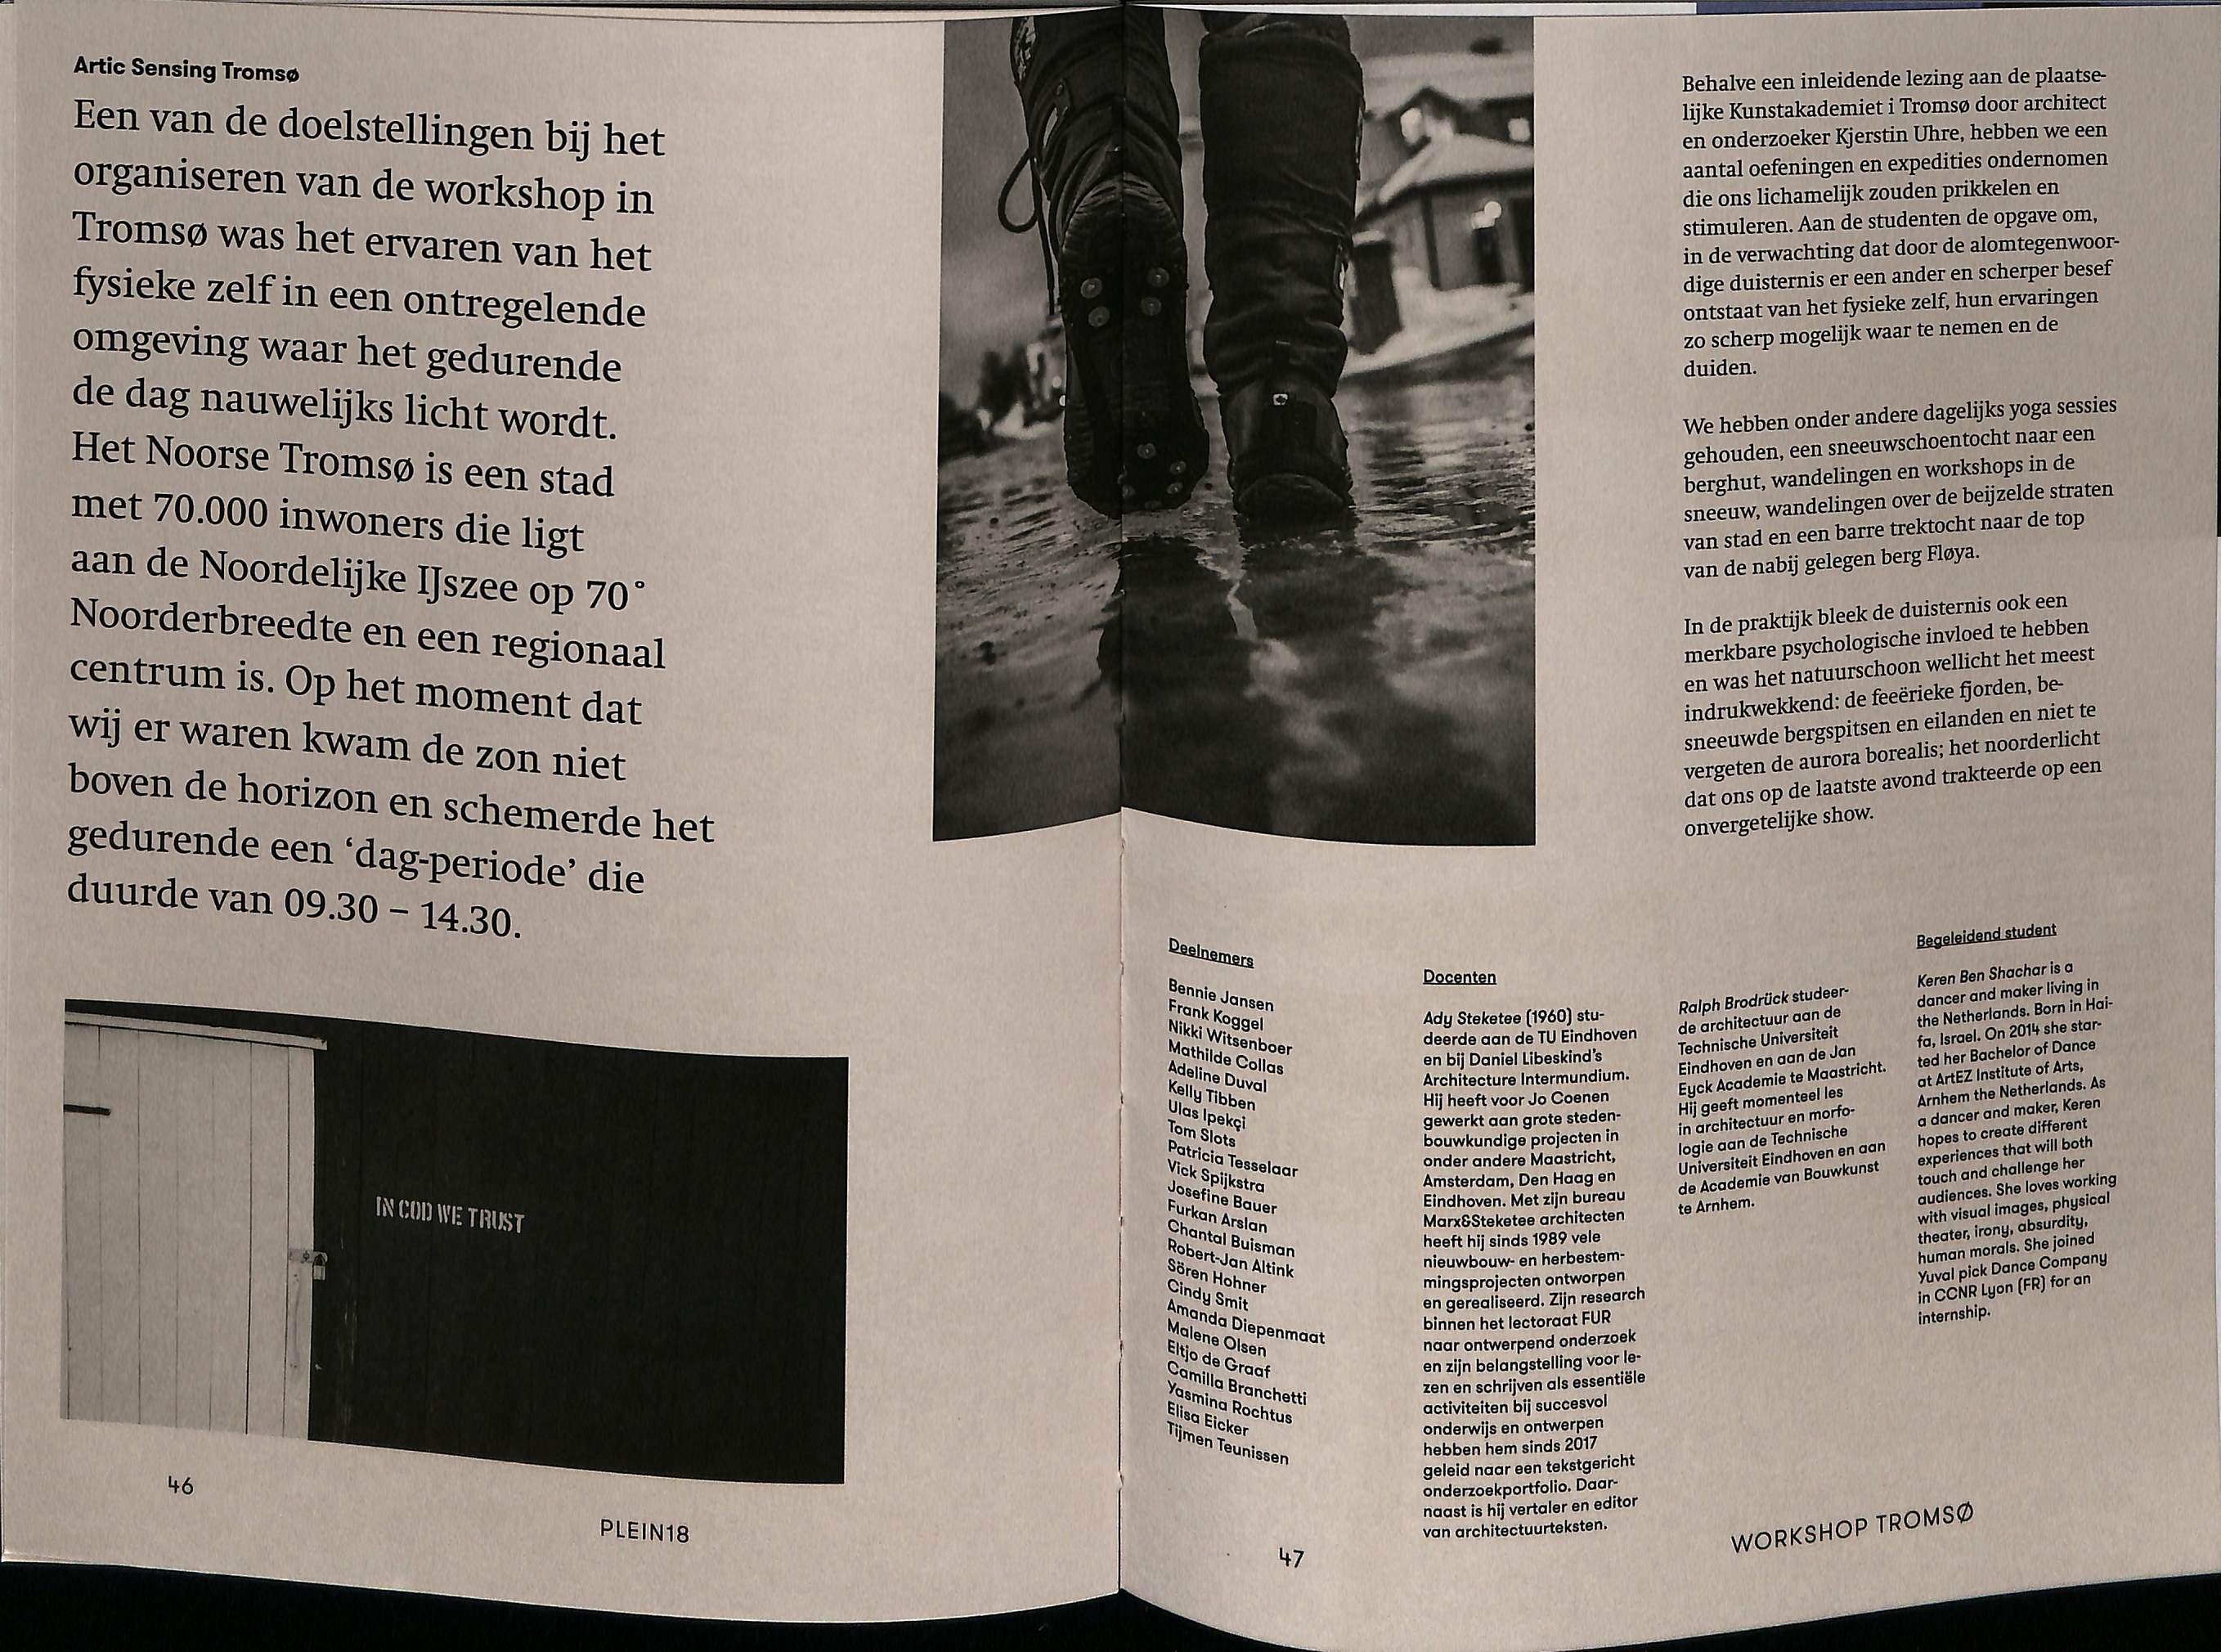 Artic Sensing Tromsø
Een van de doelstellingen bij het
organiseren van de workshop in
Tromsø was het ervaren van het
fysieke zelf in een ontregelende
omgeving waar het gedurende
de dag nauwelijks licht wordt.
Het Noorse Tromsø is een stad
met 70.000 inwoners die ligt
aan de Noordelijke IJszee op 70°
Noorderbreedte en een regionaal
centrum is. Op het moment dat
wij er waren kwam de zon niet
boven de horizon en schemerde het
gedurende een ‘dag-periode’ die
duurde van 09.30 – 14.30.
IN COD WE TRUST
46
PLEIN18
Behalve een inleidende lezing aan de plaatse-
lijke Kunstakademiet i Tromsø door architect
en onderzoeker Kjerstin Uhre, hebben we een
aantal oefeningen en expedities ondernomen
die ons lichamelijk zouden prikkelen en
stimuleren. Aan de studenten de opgave om,
in de verwachting dat door de alomtegenwoor-
dige duisternis er een ander en scherper besef
ontstaat van het fysieke zelf, hun ervaringen
zo scherp mogelijk waar te nemen en de
duiden.
We hebben onder andere dagelijks yoga sessies
gehouden, een sneeuwschoentocht naar een
berghut, wandelingen en workshops in de
sneeuw, wandelingen over de beijzelde straten
van stad en een barre trektocht naar de top
van de nabij gelegen berg Fløya.
In de praktijk bleek de duisternis ook een
merkbare psychologische invloed te hebben
en was het natuurschoon wellicht het meest
indrukwekkend: de feeërieke fjorden, be-
sneeuwde bergspitsen en eilanden en niet te
vergeten de aurora borealis; het noorderlicht
dat ons op de laatste avond trakteerde op een
onvergetelijke show.
Deelnemers
Bennie Jansen
Frank Koggel
Nikki Witsenboer
Mathilde Collas
Adeline Duval
Kelly Tibben
Ulas Ipekçi
Tom Slots
Patricia Tesselaar
Vick Spijkstra
Josefine Bauer
Furkan Arslan
Chantal Buisman
Robert-Jan Altink
Sören Hohner
Cindy Smit
Amanda Diepenmaat
Malene Olsen
Eltjo de Graaf
Camilla Branchetti
Yasmina Rochtus
Elisa Eicker
Tijmen Teunissen
Docenten
Ady Steketee (1960) stu-
deerde aan de TU Eindhoven
en bij Daniel Libeskind’s
Architecture Intermundium.
Hij heeft voor Jo Coenen
gewerkt aan grote steden-
bouwkundige projecten in
onder andere Maastricht,
Amsterdam, Den Haag en
Eindhoven. Met zijn bureau
Marx&Steketee architecten
heeft hij sinds 1989 vele
nieuwbouw- en herbestem-
mingsprojecten ontworpen
en gerealiseerd. Zijn research
binnen het lectoraat FUR
naar ontwerpend onderzoek
en zijn belangstelling voor le-
zen en schrijven als essentiële
activiteiten bij succesvol
onderwijs en ontwerpen
hebben hem sinds 2017
geleid naar een tekstgericht
onderzoekportfolio. Daar-
naast is hij vertaler en editor
van architectuurteksten.
Ralph Brodrück studeer-
de architectuur aan de
Technische Universiteit
Eindhoven en aan de Jan
Eyck Academie te Maastricht.
Hij geeft momenteel les
in architectuur en morfo-
logie aan de Technische
Universiteit Eindhoven en aan
de Academie van Bouwkunst
te Arnhem.
Begeleidend student
Keren Ben Shachar is a
dancer and maker living in
the Netherlands. Born in Hai-
fa, Israel. On 2014 she star-
ted her Bachelor of Dance
at ArtEZ Institute of Arts,
Arnhem the Netherlands. As
a dancer and maker, Keren
hopes to create different
experiences that will both
touch and challenge her
audiences. She loves working
with visual images, physical
theater, irony, absurdity,
human morals. She joined
Yuval pick Dance Company
in CCNR Lyon (FR) for an
internship.
47
WORKSHOP TROMSØ